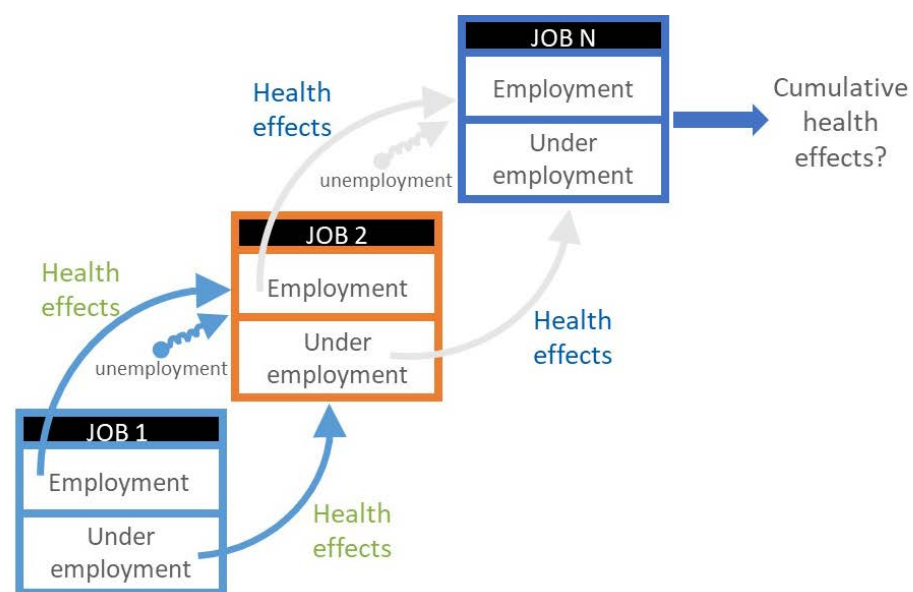 JOB N
Employment
Under
employment
Cumulative
health
effects?
Health
effects
unemployment
JOB 2
Employment
Under
employment
Health
effects
Health
effects
unemployment
JOB 1
Employment
Under
employment
Health
effects